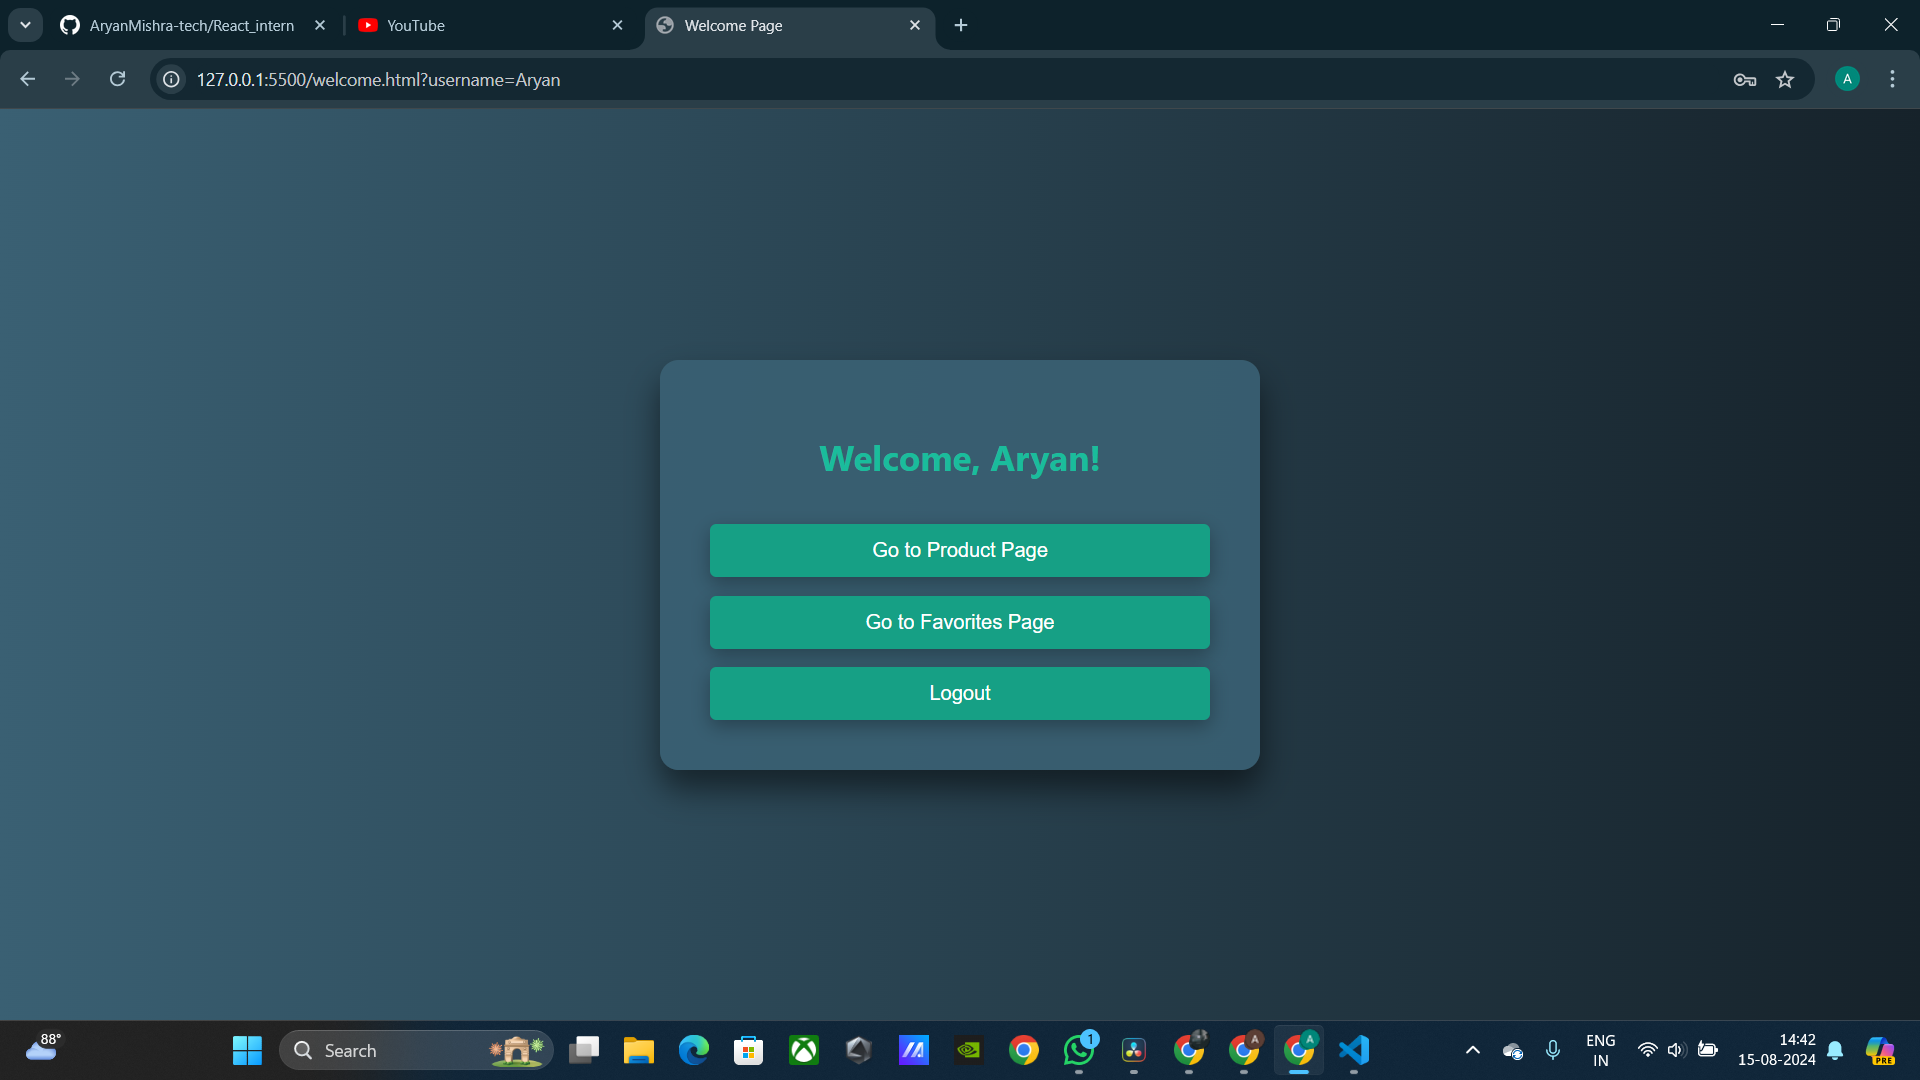 AryanMishra-tech/React_intern
YouTube
Welcome Page
127.0.0.1:5500/welcome.html?username=Aryan
A
Welcome, Aryan!
Go to Product Page
Go to Favorites Page
Logout
88°
Search
1
A
A
ENG
IN
14:42
15-08-2024
PRE